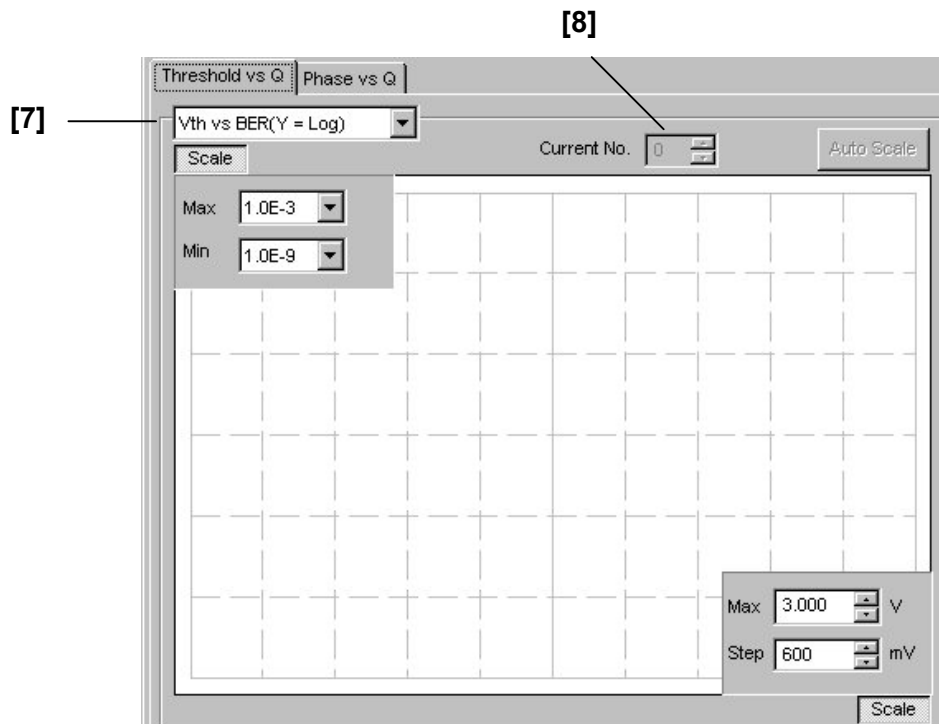 [8]
Threshold vs Q Phase vs Q
[7]
Vth vs BER(Y = Log)
Scale
Current No. 0
Auto Scale
Max 1.0E-3
Min 1.0E-9
Max 3.000 V
Step 600 mV
Scale